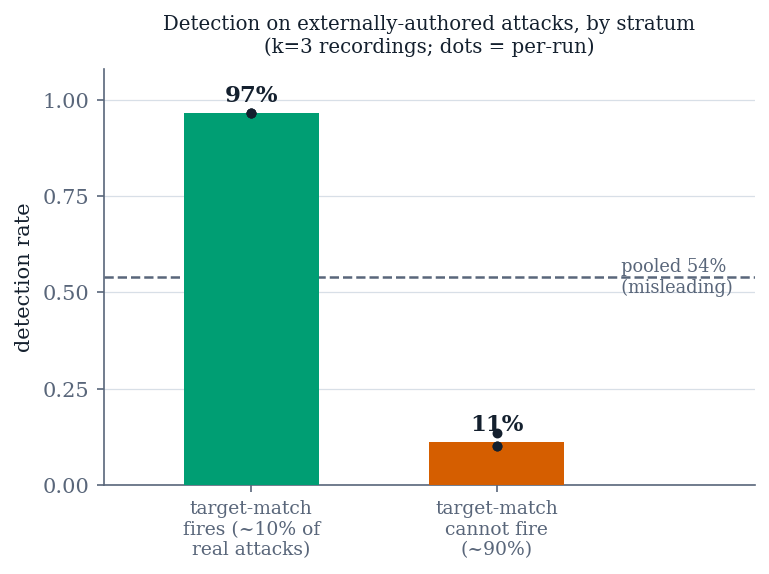 Detection on externally-authored attacks, by stratum
(k=3 recordings; dots = per-run)
detection rate
1.00
0.75
0.50
0.25
0.00
97%
11%
pooled 54%
(misleading)
target-match
fires (~10% of
real attacks)
target-match
cannot fire
(~90%)